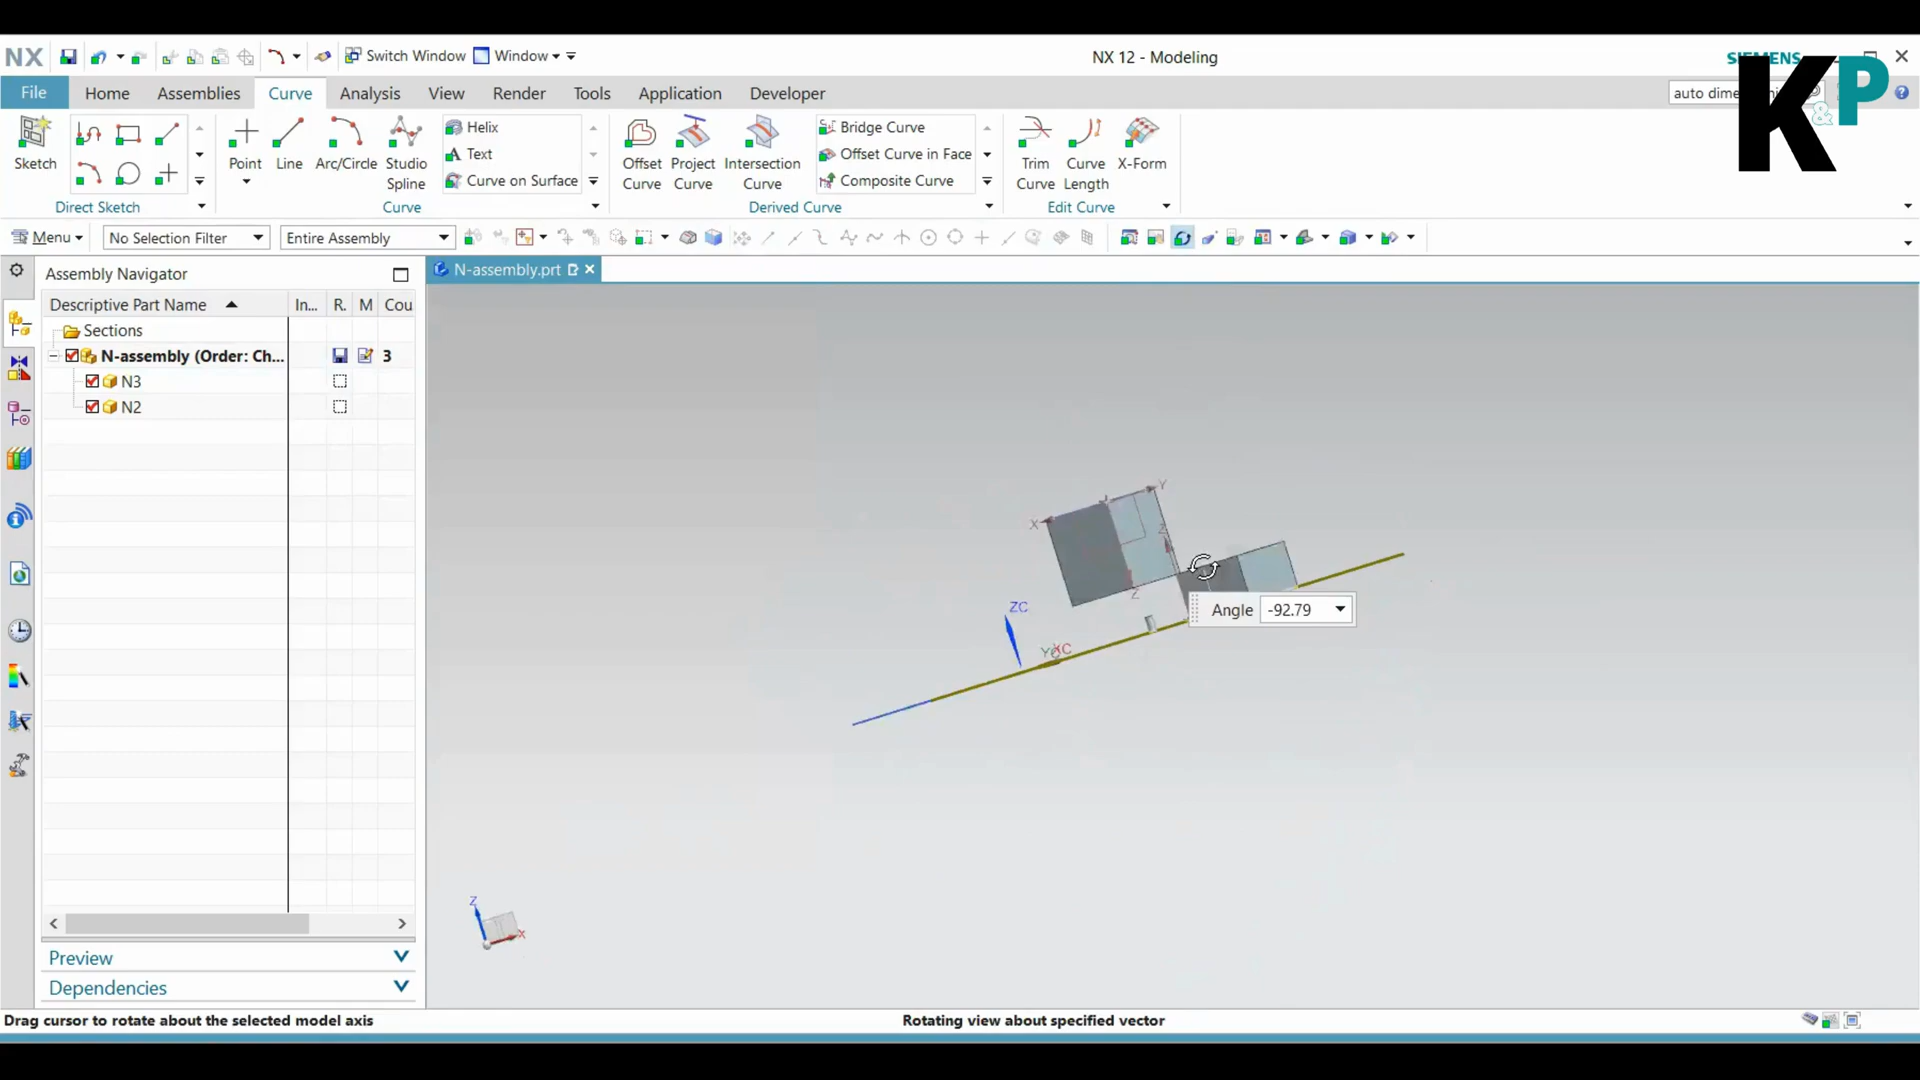 NX Switch Window Window NX 12 - Modeling SIEMENS
K&P
File Home Assemblies Curve Analysis View Render Tools Application Developer
Sketch
Point
Line
Arc/Circle
Studio Spline
Helix
Text
Curve on Surface
Offset Curve
Project Curve
Intersection Curve
Bridge Curve
Offset Curve in Face
Composite Curve
Trim Curve
Curve Length
X-Form
Direct Sketch Curve Derived Curve Edit Curve
Menu No Selection Filter Entire Assembly
Assembly Navigator
N-assembly.prt
Descriptive Part Name In... R. M Cou
Sections
N-assembly (Order: Ch... 3
N3
N2
X Y
Z
Z
ZC
YC XC
Angle -92.79
Z
X
Preview
Dependencies
Drag cursor to rotate about the selected model axis Rotating view about specified vector